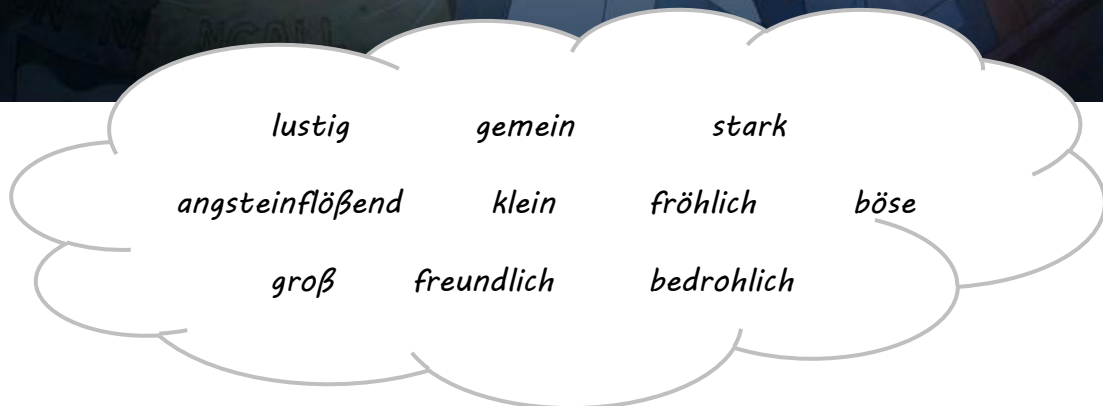 lustig gemein stark
angsteinflößend klein fröhlich böse
groß freundlich bedrohlich